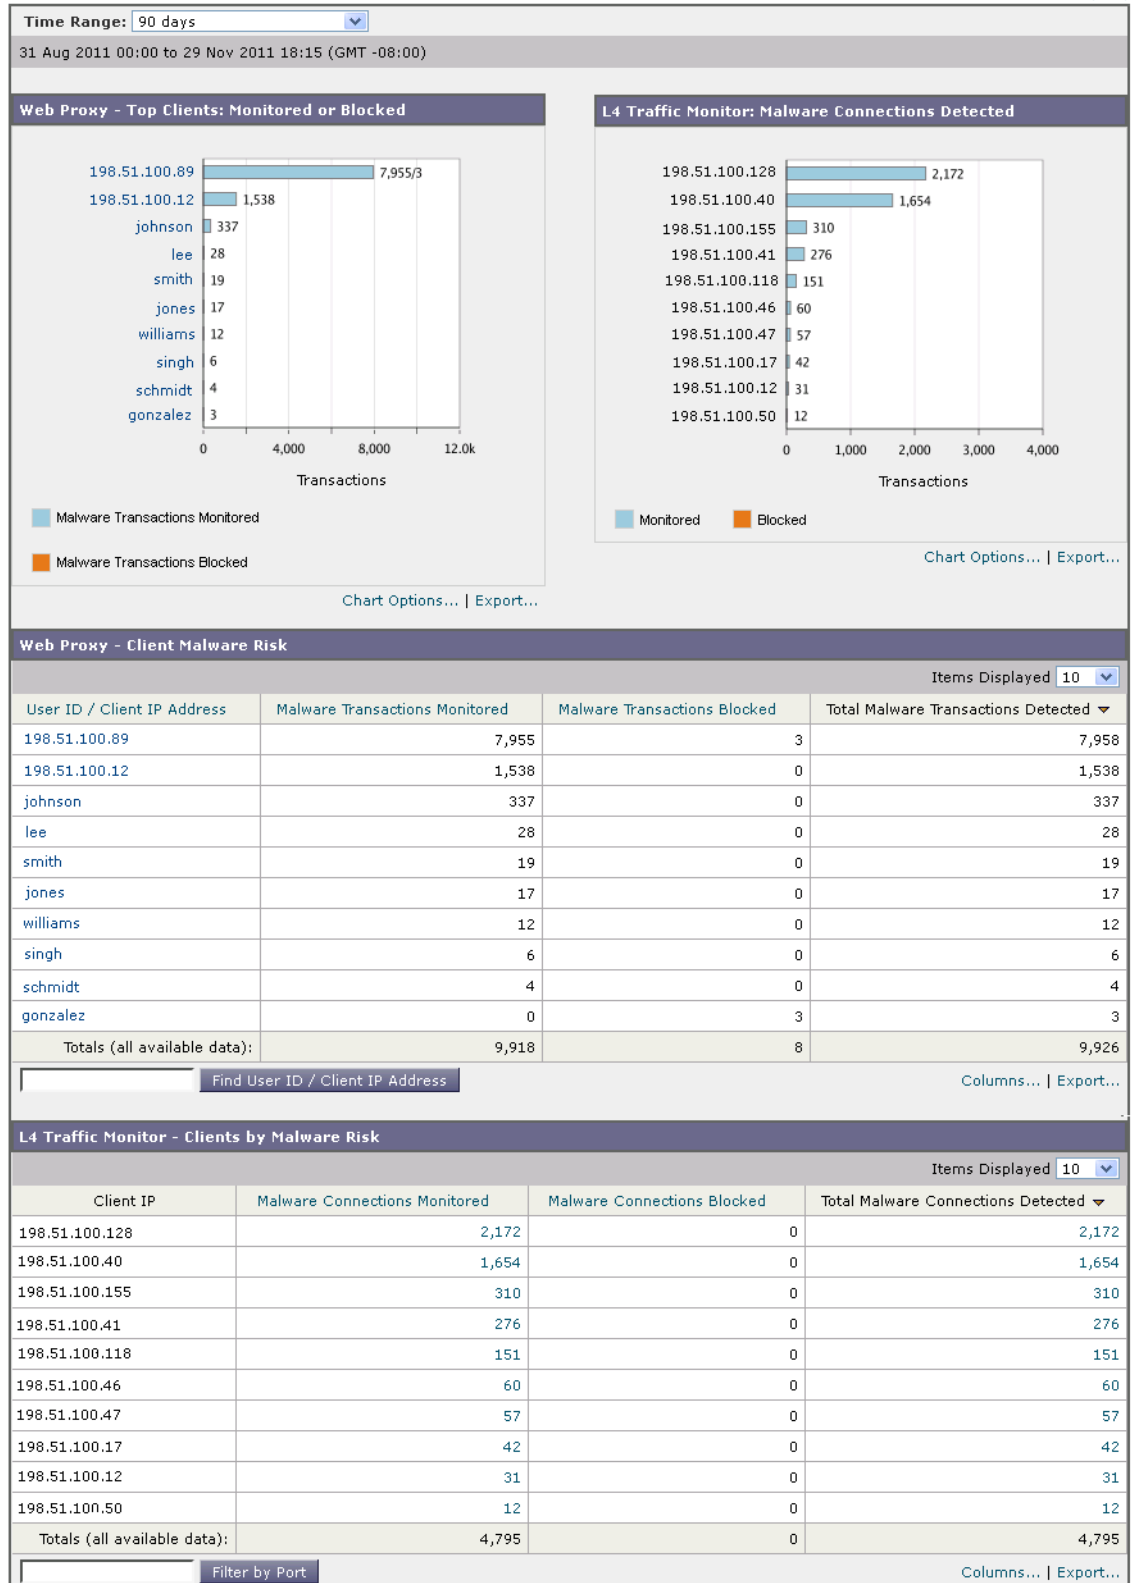 Time Range: 90 days
31 Aug 2011 00:00 to 29 Nov 2011 18:15 (GMT -08:00)
Web Proxy - Top Clients: Monitored or Blocked
198.51.100.89 7,955/3
198.51.100.12 1,538
johnson 337
lee 28
smith 19
jones 17
williams 12
singh 6
schmidt 4
gonzalez 3
0 4,000 8,000 12.0k
Transactions
Malware Transactions Monitored
Malware Transactions Blocked
Chart Options... | Export...
L4 Traffic Monitor: Malware Connections Detected
198.51.100.128 2,172
198.51.100.40 1,654
198.51.100.155 310
198.51.100.41 276
198.51.100.118 151
198.51.100.46 60
198.51.100.47 57
198.51.100.17 42
198.51.100.12 31
198.51.100.50 12
0 1,000 2,000 3,000 4,000
Transactions
Monitored Blocked
Chart Options... | Export...
Web Proxy - Client Malware Risk
Items Displayed 10
User ID / Client IP Address Malware Transactions Monitored Malware Transactions Blocked Total Malware Transactions Detected
198.51.100.89 7,955 3 7,958
198.51.100.12 1,538 0 1,538
johnson 337 0 337
lee 28 0 28
smith 19 0 19
jones 17 0 17
williams 12 0 12
singh 6 0 6
schmidt 4 0 4
gonzalez 0 3 3
Totals (all available data): 9,918 8 9,926
Find User ID / Client IP Address Columns... | Export...
L4 Traffic Monitor - Clients by Malware Risk
Items Displayed 10
Client IP Malware Connections Monitored Malware Connections Blocked Total Malware Connections Detected
198.51.100.128 2,172 0 2,172
198.51.100.40 1,654 0 1,654
198.51.100.155 310 0 310
198.51.100.41 276 0 276
198.51.100.118 151 0 151
198.51.100.46 60 0 60
198.51.100.47 57 0 57
198.51.100.17 42 0 42
198.51.100.12 31 0 31
198.51.100.50 12 0 12
Totals (all available data): 4,795 0 4,795
Filter by Port Columns... | Export...